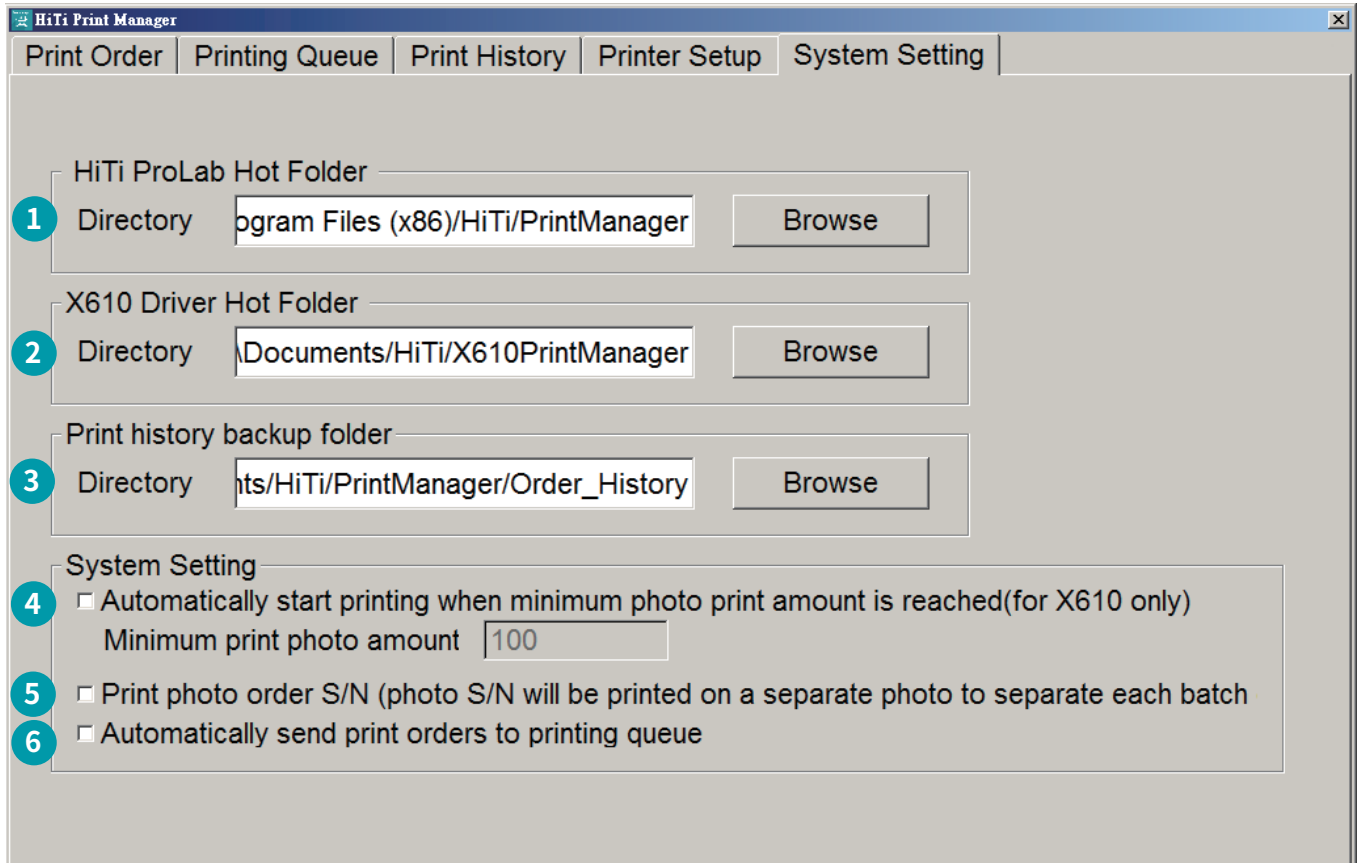 HiTi Print Manager
Print Order Printing Queue Print History Printer Setup System Setting
HiTi ProLab Hot Folder
1 Directory ogram Files (x86)/HiTi/PrintManager Browse
X610 Driver Hot Folder
2 Directory \Documents/HiTi/X610PrintManager Browse
Print history backup folder
3 Directory nts/HiTi/PrintManager/Order_History Browse
System Setting
4 Automatically start printing when minimum photo print amount is reached(for X610 only)
Minimum print photo amount 100
5 Print photo order S/N (photo S/N will be printed on a separate photo to separate each batch
6 Automatically send print orders to printing queue